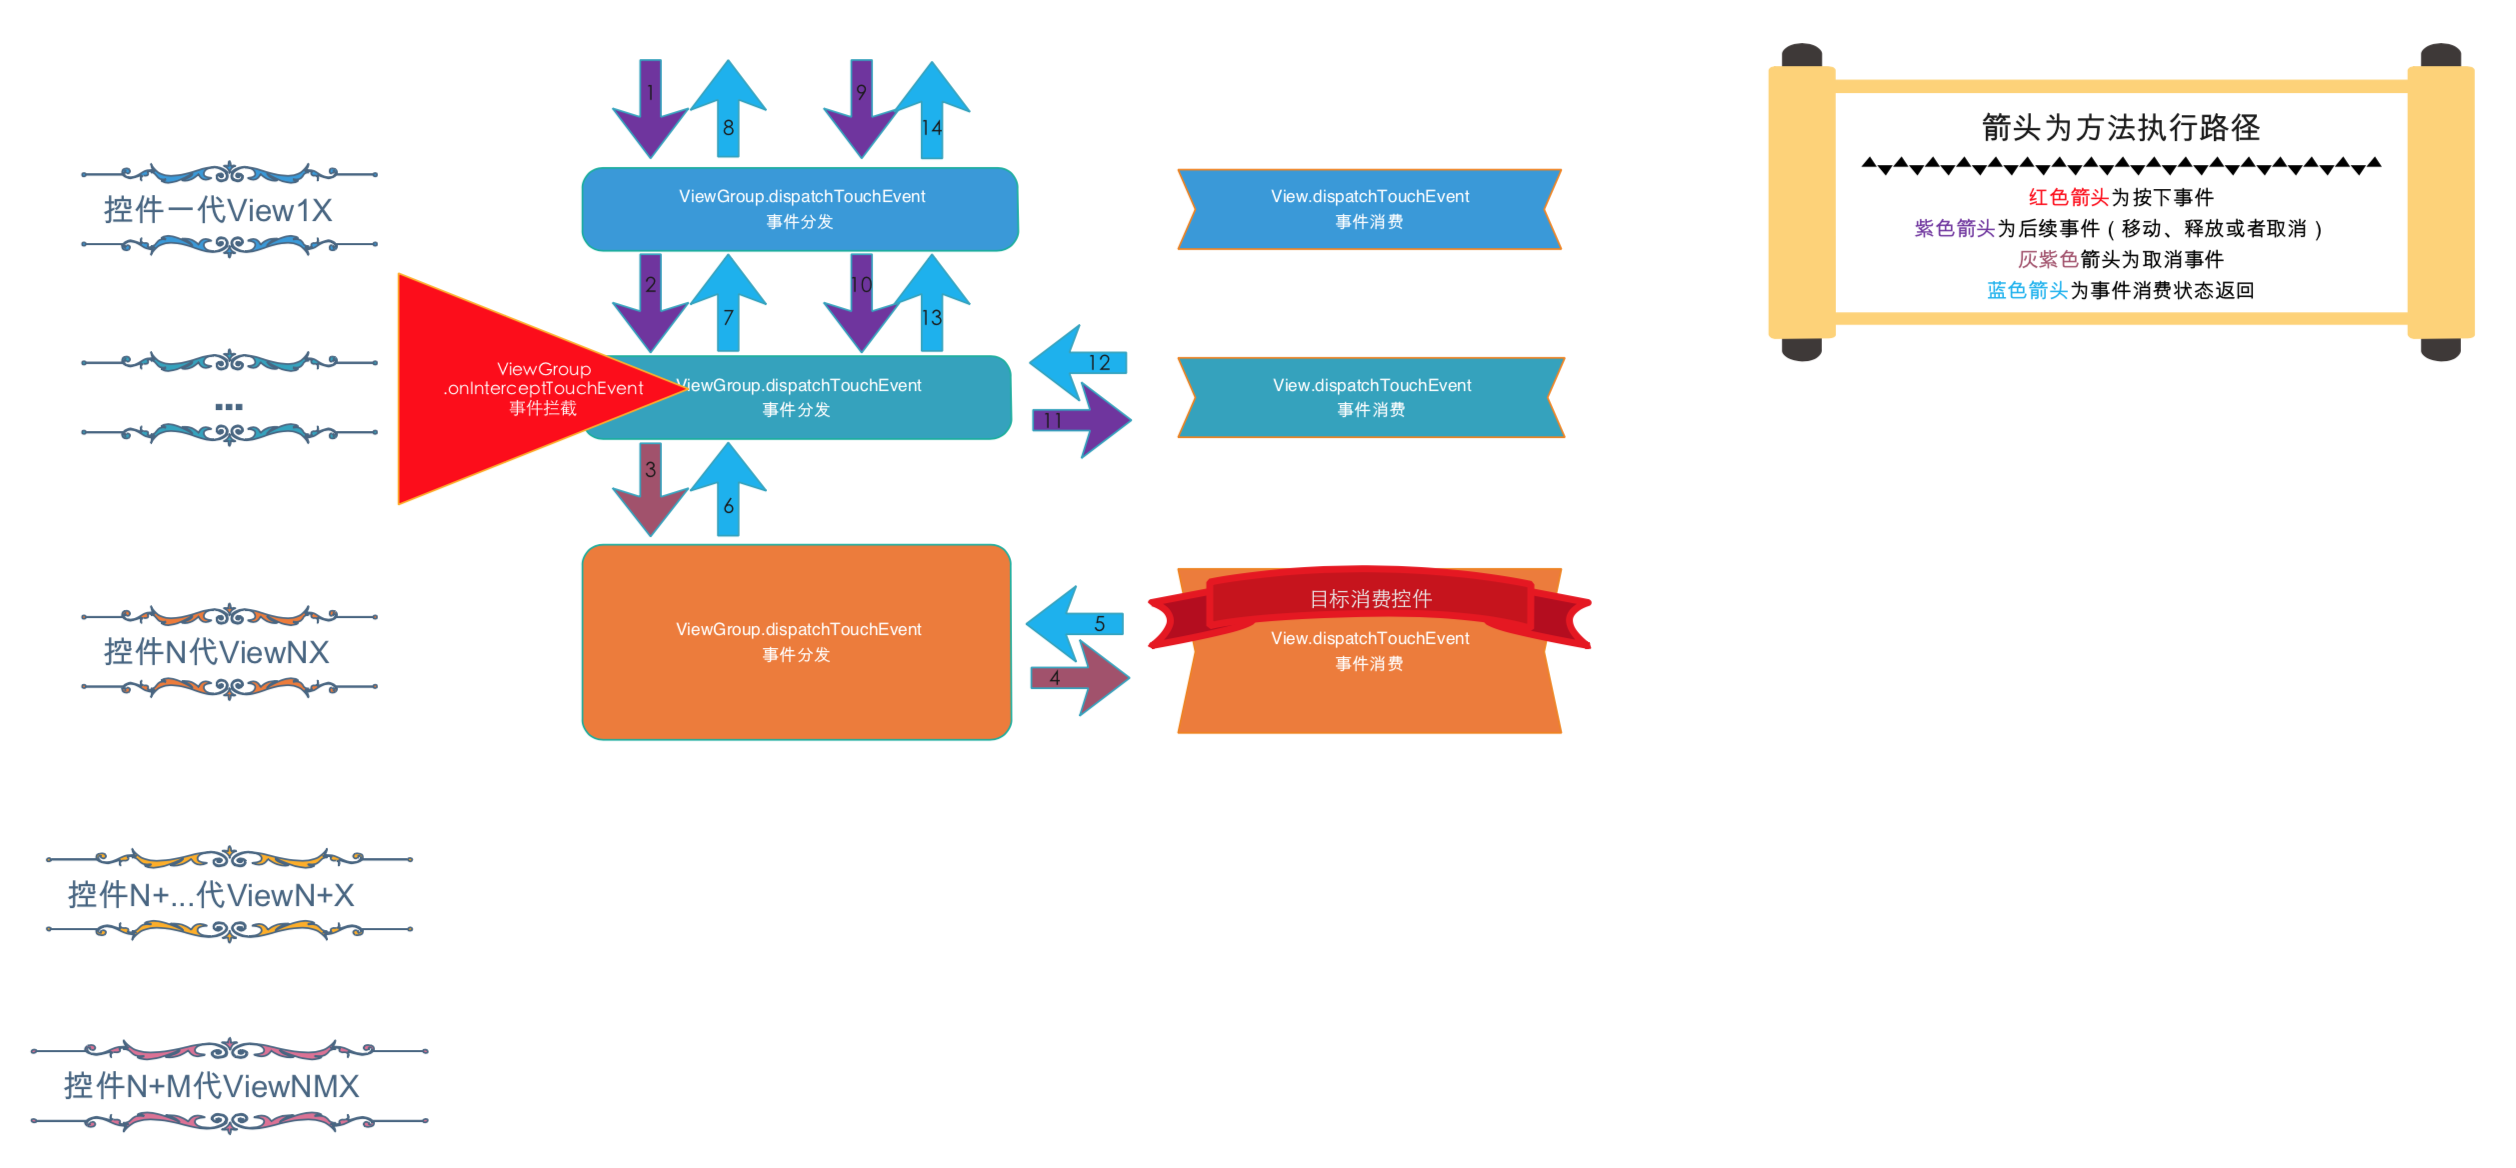 1
8
9
14
控件一代View1X
ViewGroup.dispatchTouchEvent
事件分发
View.dispatchTouchEvent
事件消费
箭头为方法执行路径
红色箭头为按下事件
紫色箭头为后续事件（移动、释放或者取消）
灰紫色箭头为取消事件
蓝色箭头为事件消费状态返回
2
7
10
13
...
ViewGroup
.onInterceptTouchEvent
事件拦截
ViewGroup.dispatchTouchEvent
事件分发
12
11
View.dispatchTouchEvent
事件消费
3
6
控件N代ViewNX
ViewGroup.dispatchTouchEvent
事件分发
5
4
目标消费控件
View.dispatchTouchEvent
事件消费
控件N+...代ViewN+X
控件N+M代ViewNMX